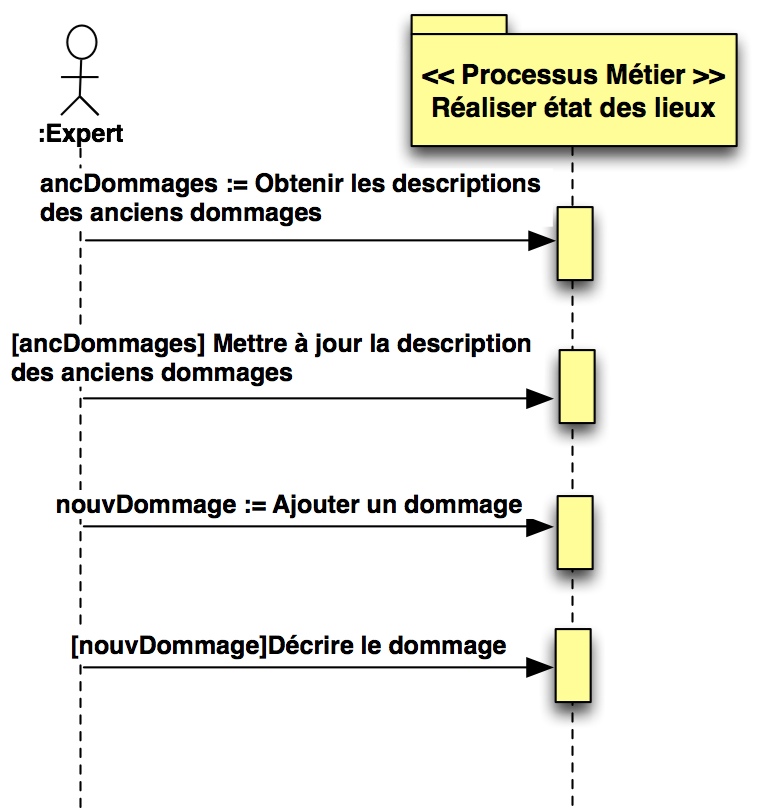 << Processus Métier >>
Réaliser état des lieux
:Expert
ancDommages := Obtenir les descriptions
des anciens dommages
[ancDommages] Mettre à jour la description
des anciens dommages
nouvDommage := Ajouter un dommage
[nouvDommage]Décrire le dommage